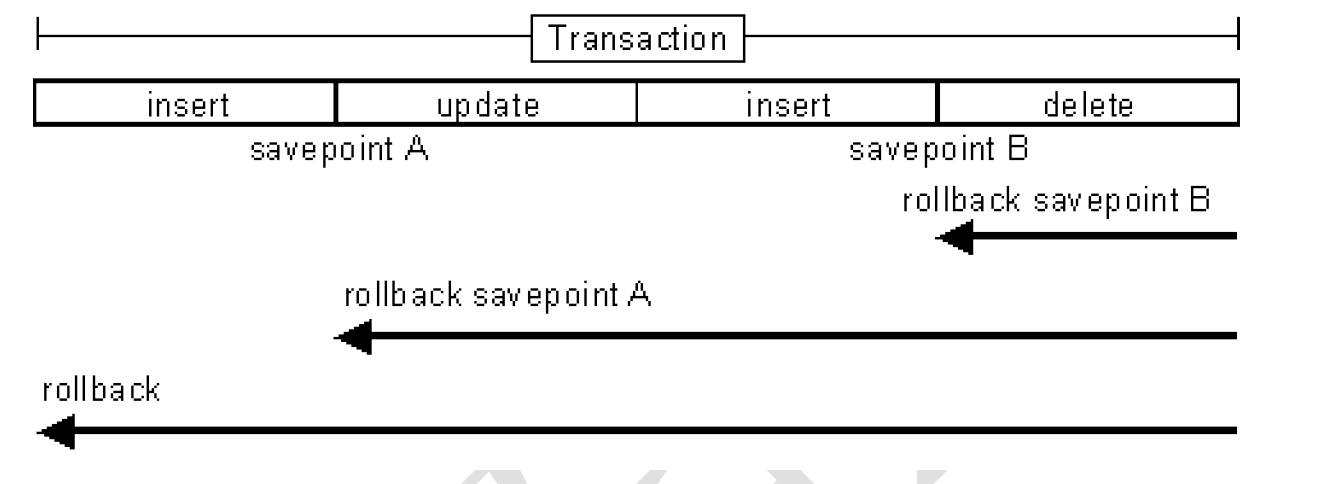 Transaction
insert update insert delete
savepoint A savepoint B
rollback savepoint B
rollback savepoint A
rollback